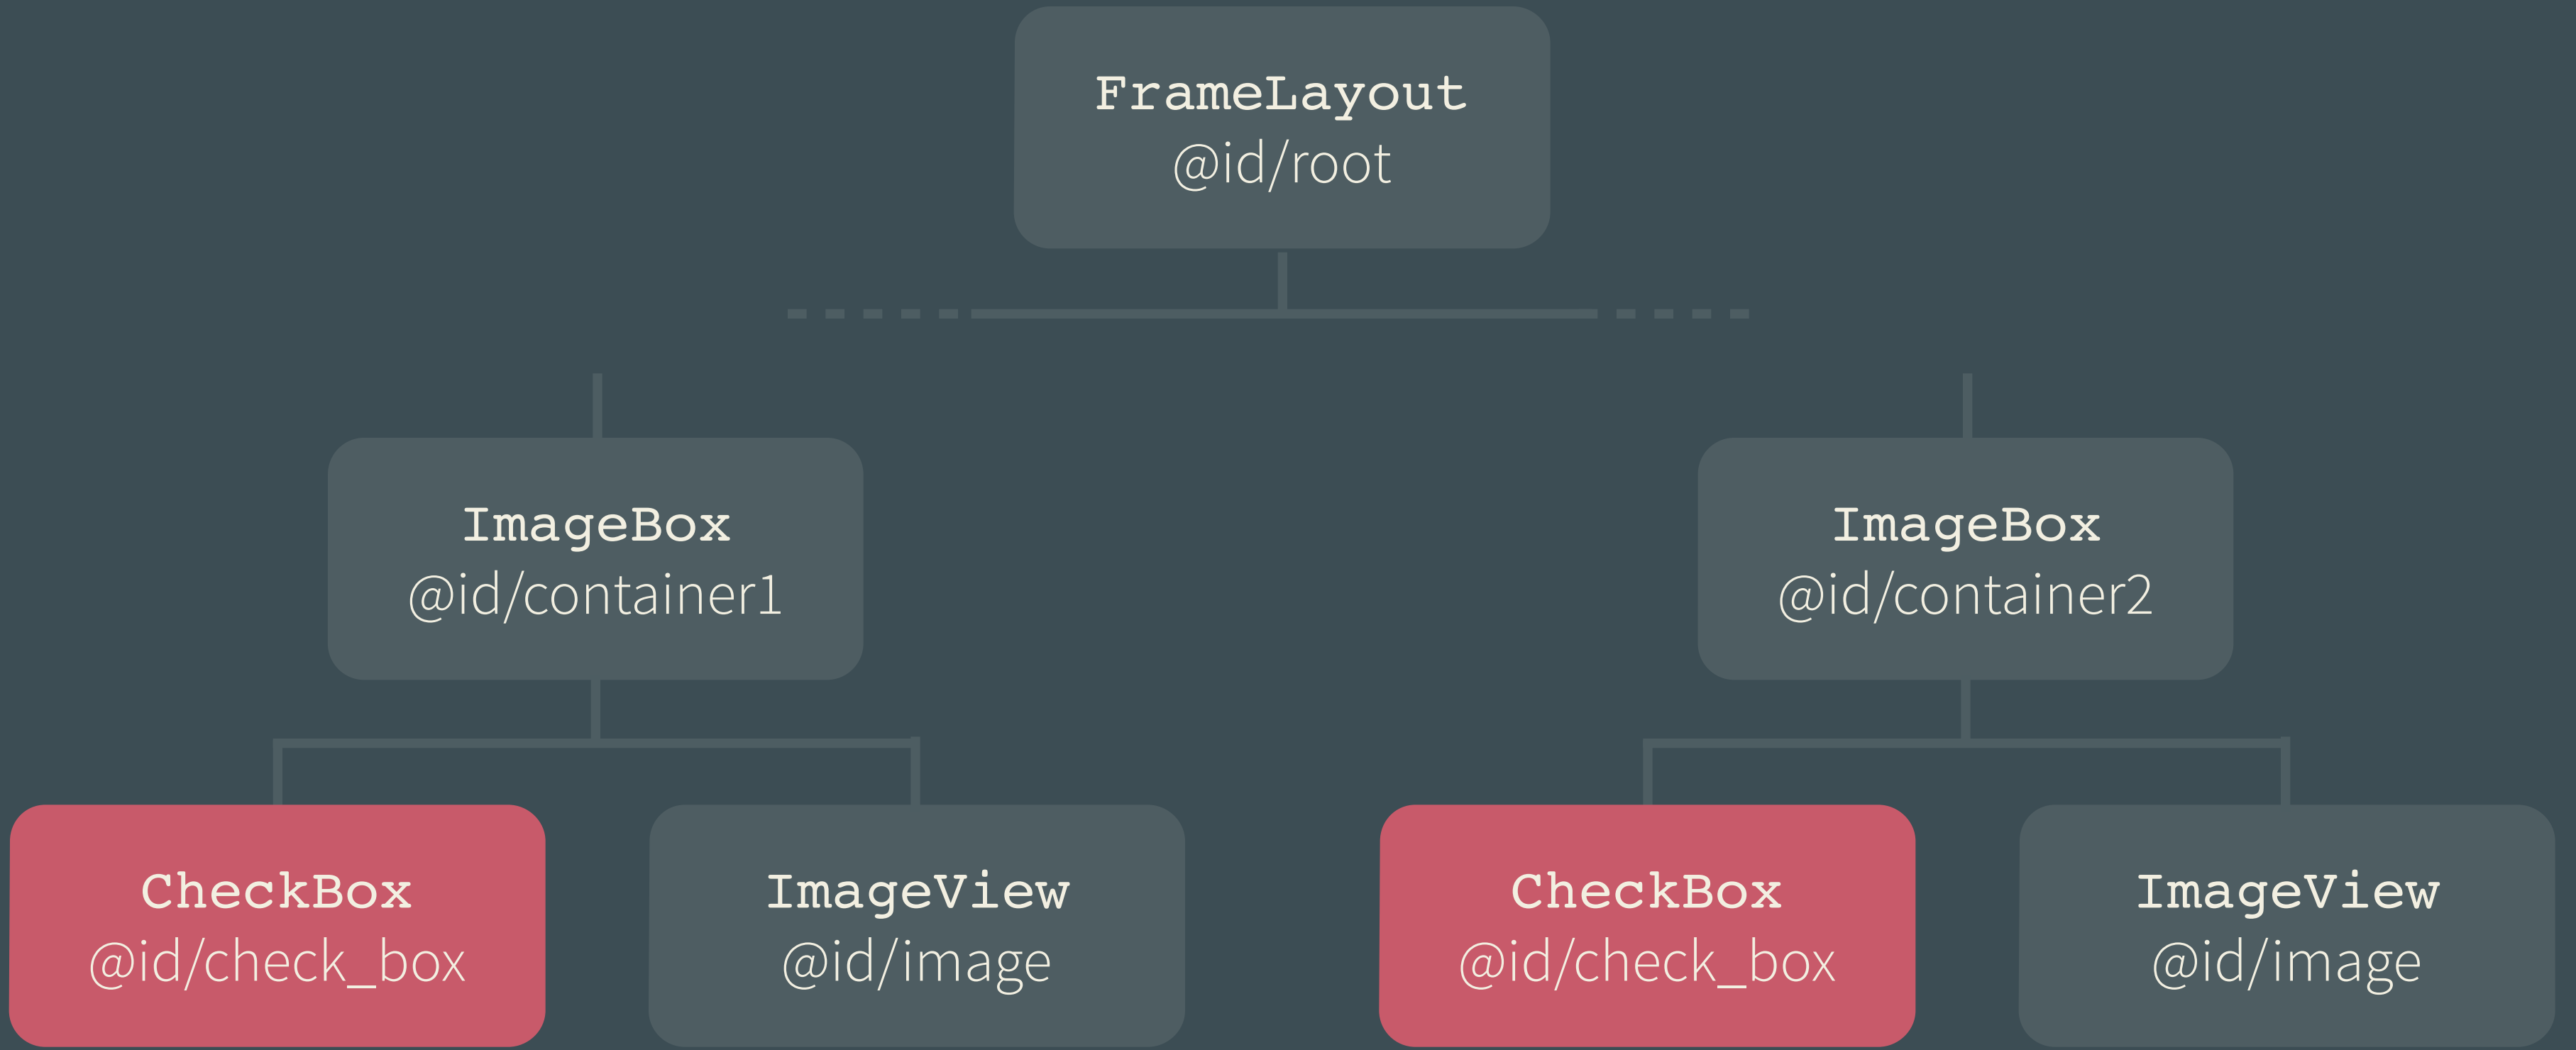 FrameLayout
@id/root
ImageBox
@id/container1
ImageBox
@id/container2
CheckBox
@id/check_box
ImageView
@id/image
CheckBox
@id/check_box
ImageView
@id/image